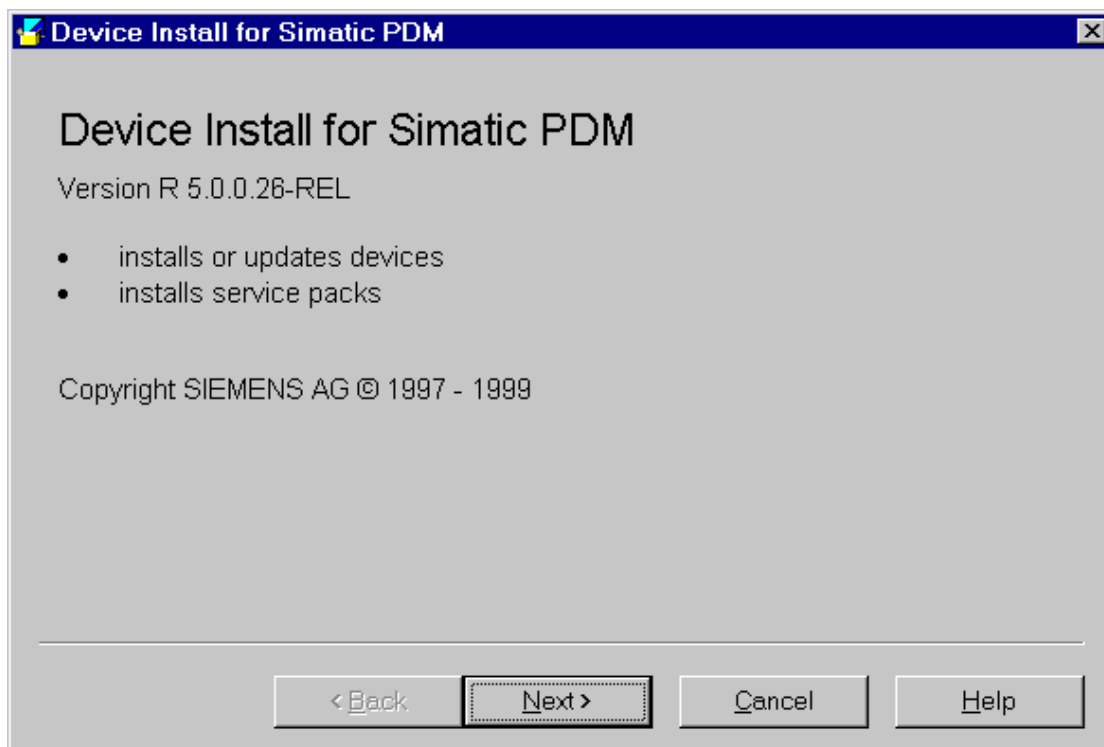 Device Install for Simatic PDM
Device Install for Simatic PDM
Version R 5.0.0.26-REL
• installs or updates devices
• installs service packs
Copyright SIEMENS AG © 1997 - 1999
< Back Next > Cancel Help